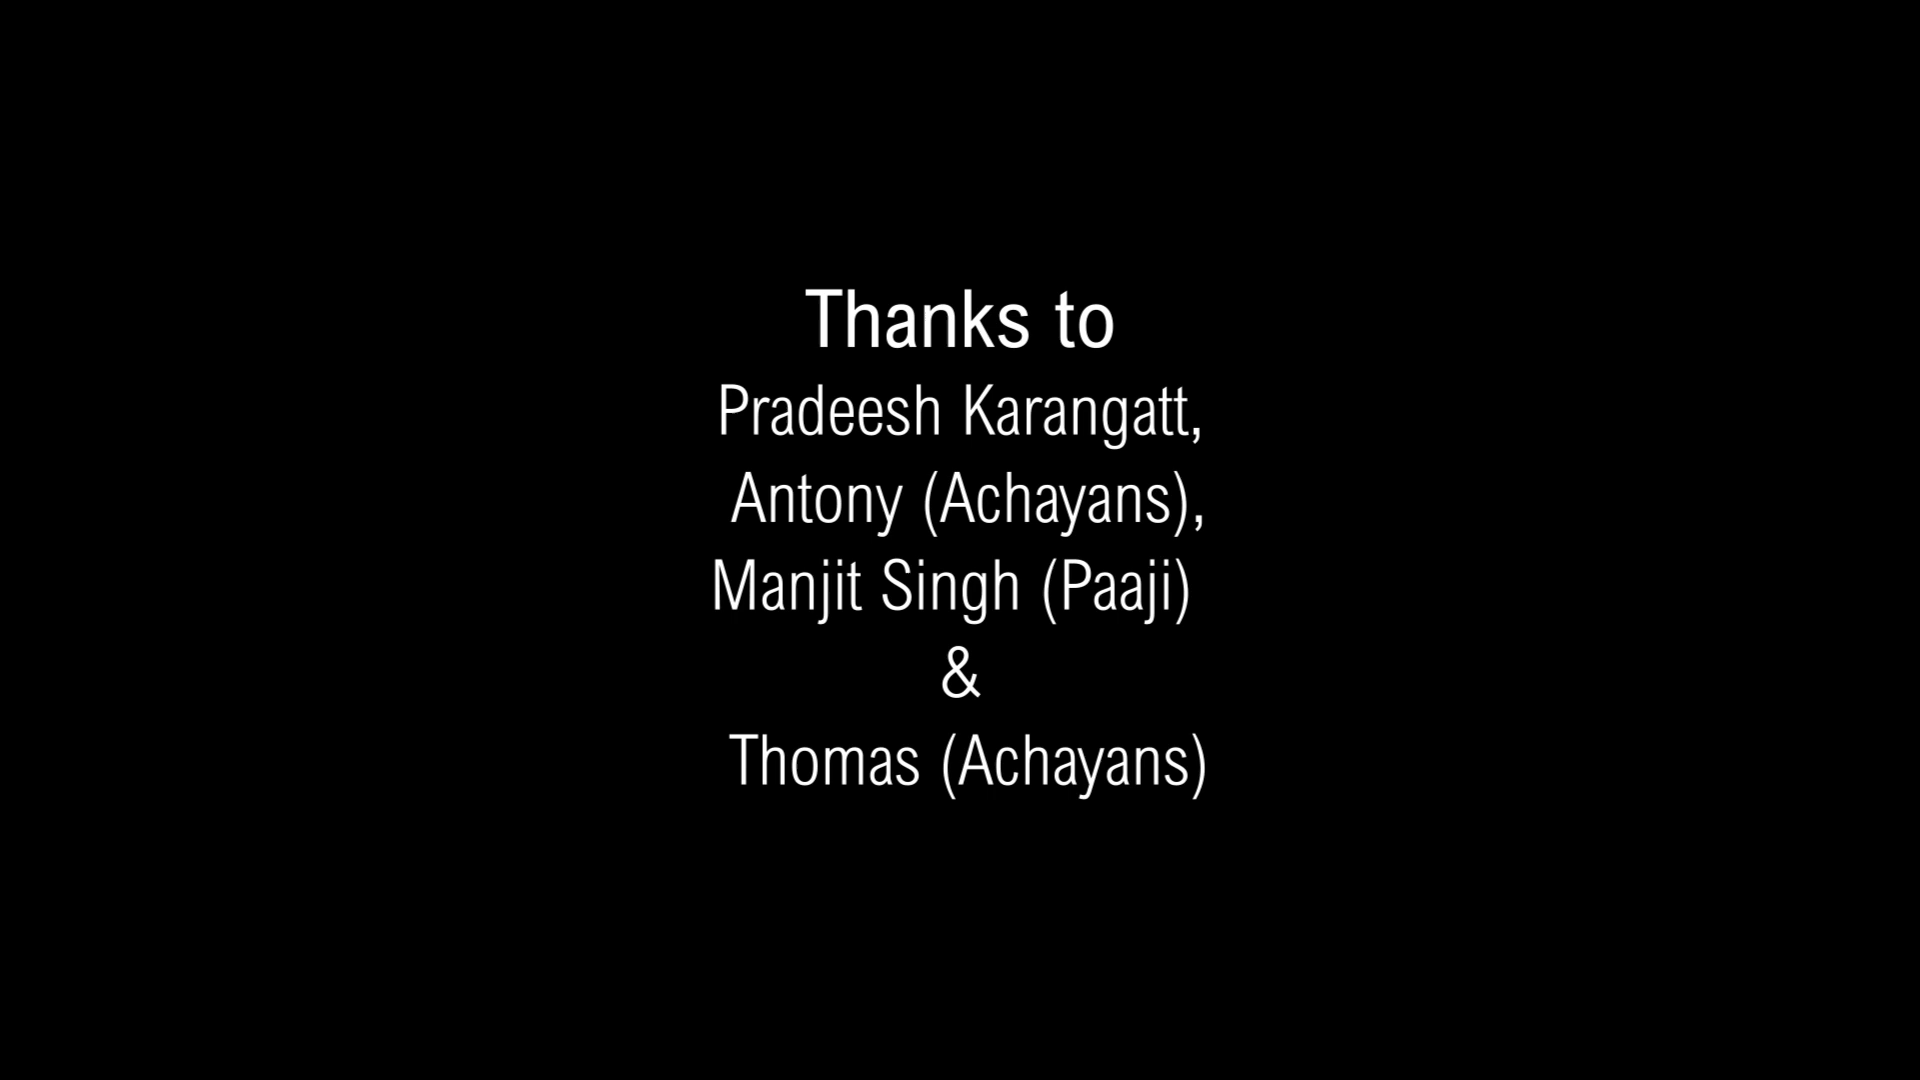 Thanks to
Pradeesh Karangatt,
Antony (Achayans),
Manjit Singh (Paaji)
&
Thomas (Achayans)